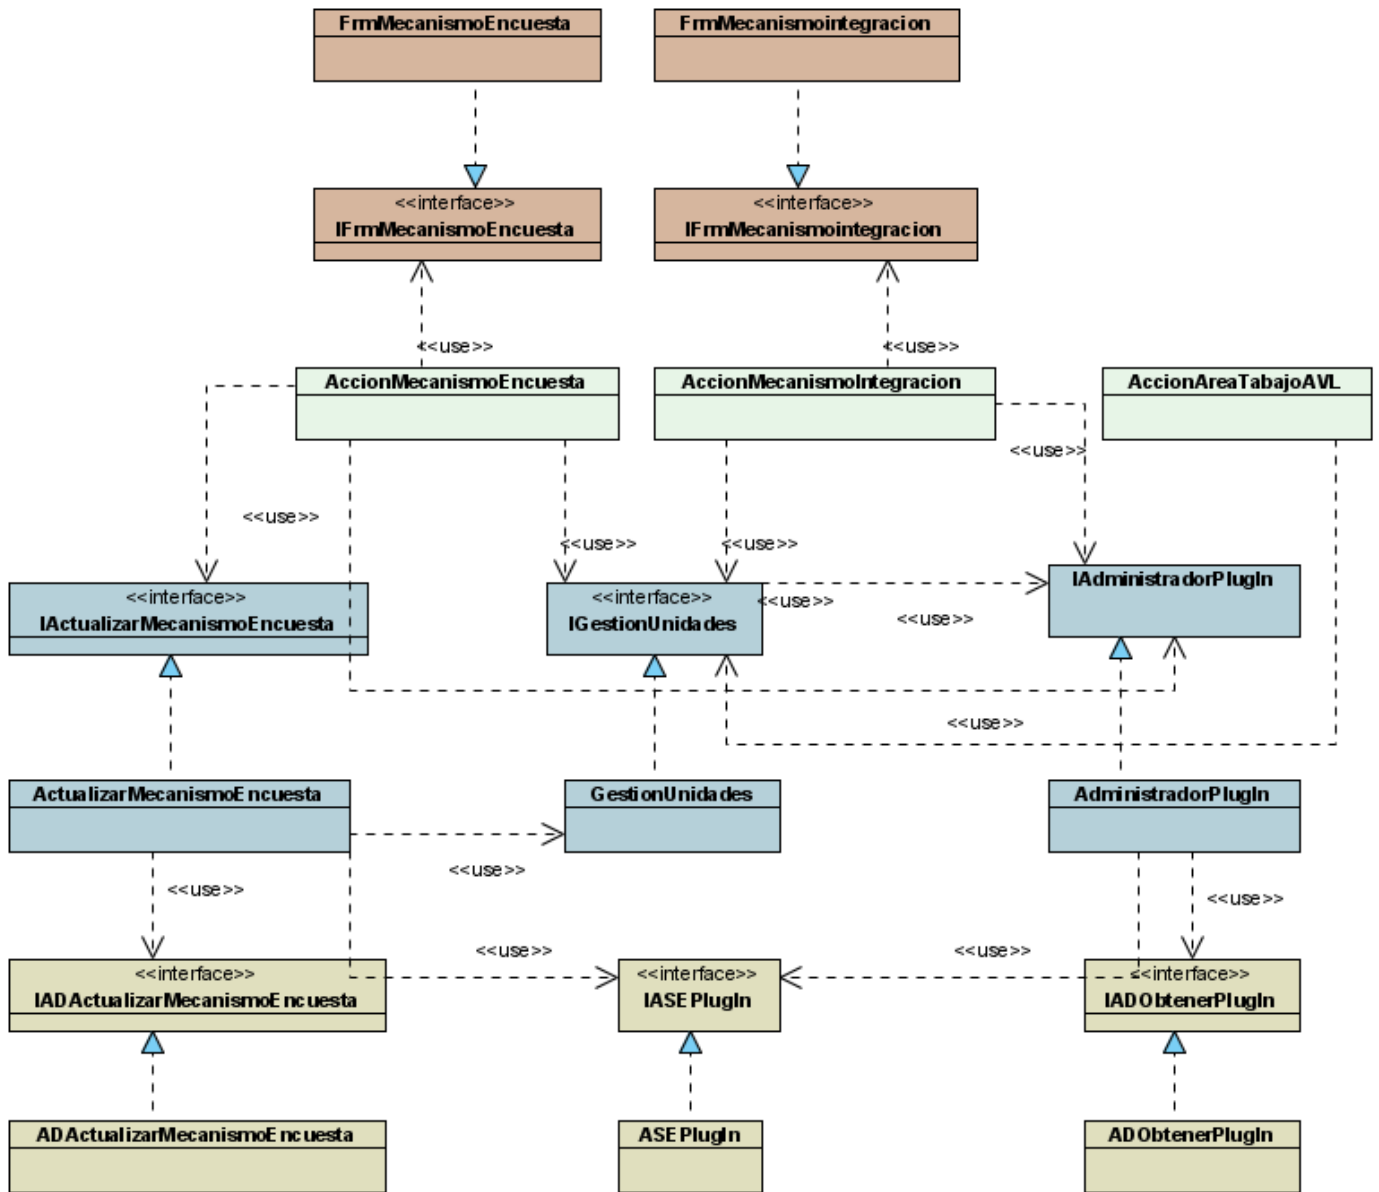 FrmMecanismoEncuesta
FrmMecanismointegracion
<<interface>>
IFrmMecanismoEncuesta
<<interface>>
IFrmMecanismointegracion
<<use>>
<<use>>
AccionMecanismoEncuesta
AccionMecanismoIntegracion
AccionAreaTabajoAVL
<<use>>
<<use>>
<<use>>
<<use>>
<<interface>>
IActualizarMecanismoEncuesta
<<interface>>
IGestionUnidades
IAdministradorPlugIn
<<use>>
<<use>>
<<use>>
ActualizarMecanismoEncuesta
GestionUnidades
AdministradorPlugIn
<<use>>
<<use>>
<<use>>
<<use>>
<<use>>
<<interface>>
IADActualizarMecanismoEncuesta
<<interface>>
IASEPlugIn
<<interface>>
IADObtenerPlugIn
ADActualizarMecanismoEncuesta
ASEPlugIn
ADObtenerPlugIn